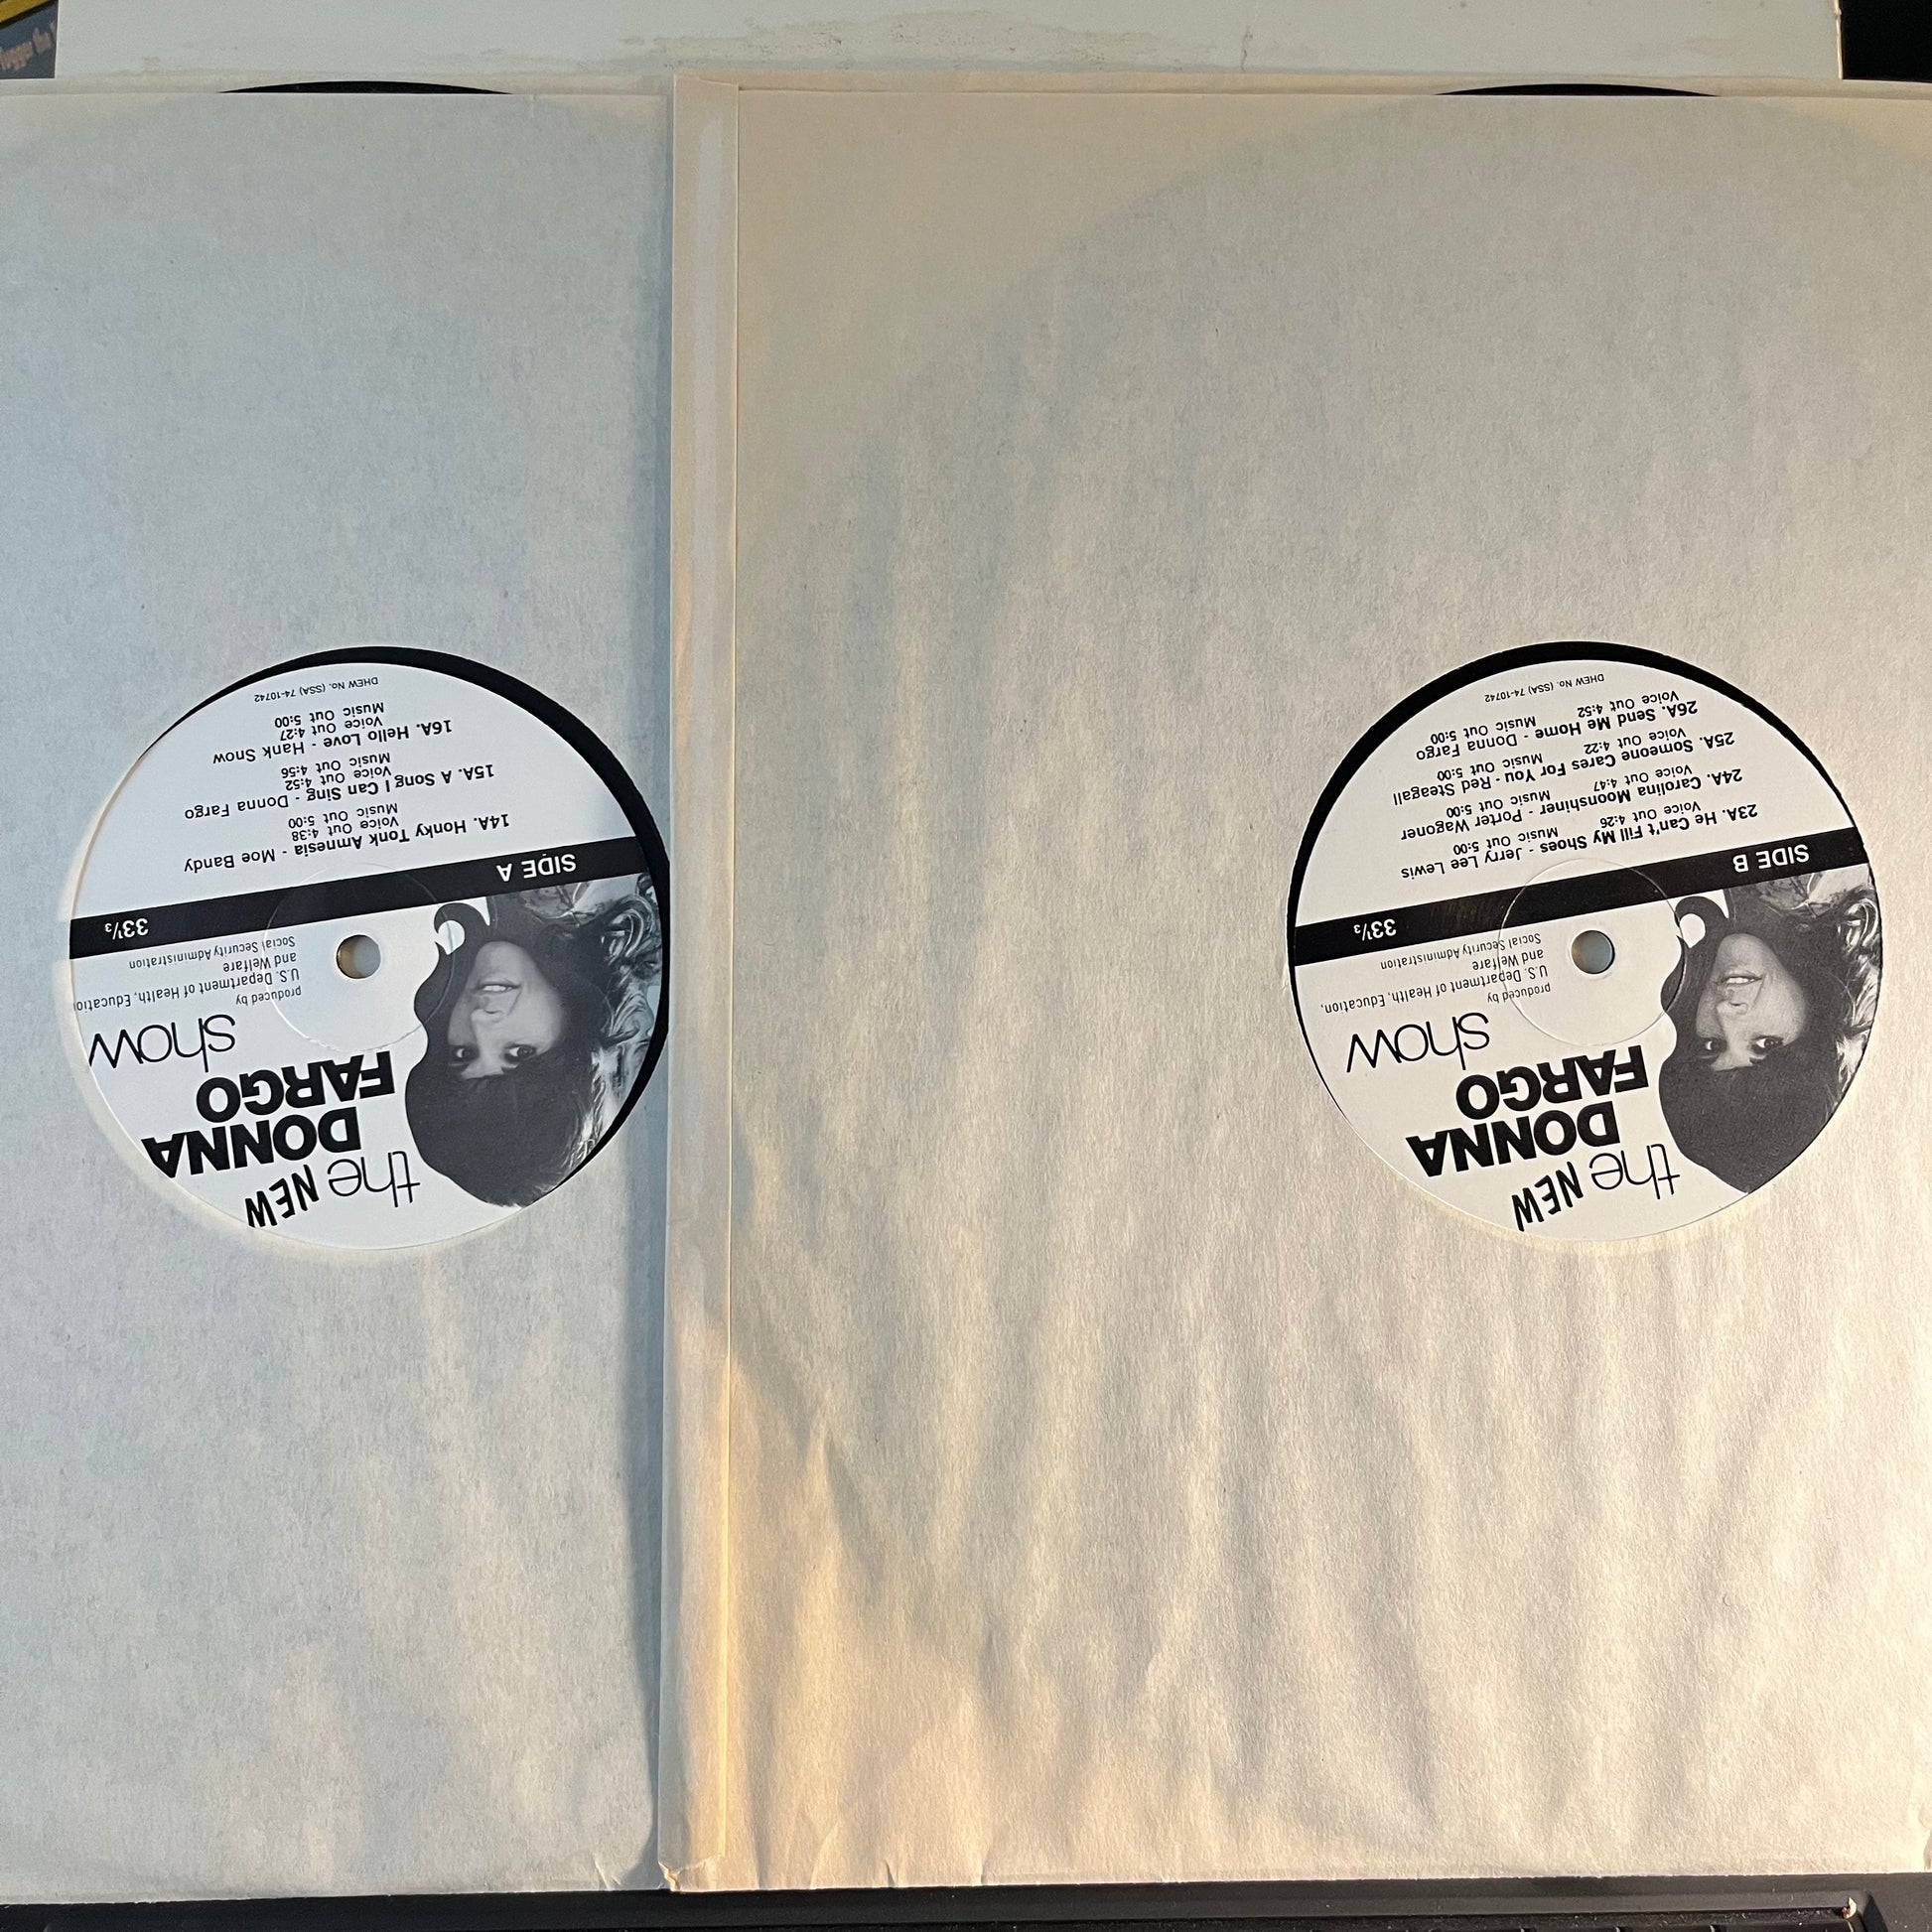 the NEW
DONNA
FARGO
show
produced by
U.S. Department of Health, Education,
and Welfare
Social Security Administration
SIDE A 33⅓
14A. Honky Tonk Amnesia - Moe Bandy
Voice Out 4:38
Music Out 5:00
15A. A Song I Can Sing - Donna Fargo
Voice Out 4:52
Music Out 4:56
16A. Hello Love - Hank Snow
Voice Out 4:27
Music Out 5:00
DHEW No. (SSA) 74-10742
the NEW
DONNA
FARGO
show
produced by
U.S. Department of Health, Education,
and Welfare
Social Security Administration
SIDE B 33⅓
23A. He Can't Fill My Shoes - Jerry Lee Lewis
Voice Out 4:26 Music Out 5:00
24A. Carolina Moonshiner - Porter Wagoner
Voice Out 4:47 Music Out 5:00
25A. Someone Cares For You - Red Steagall
Voice Out 4:22 Music Out 5:00
26A. Send Me Home - Donna Fargo
Voice Out 4:52 Music Out 5:00
DHEW No. (SSA) 74-10742